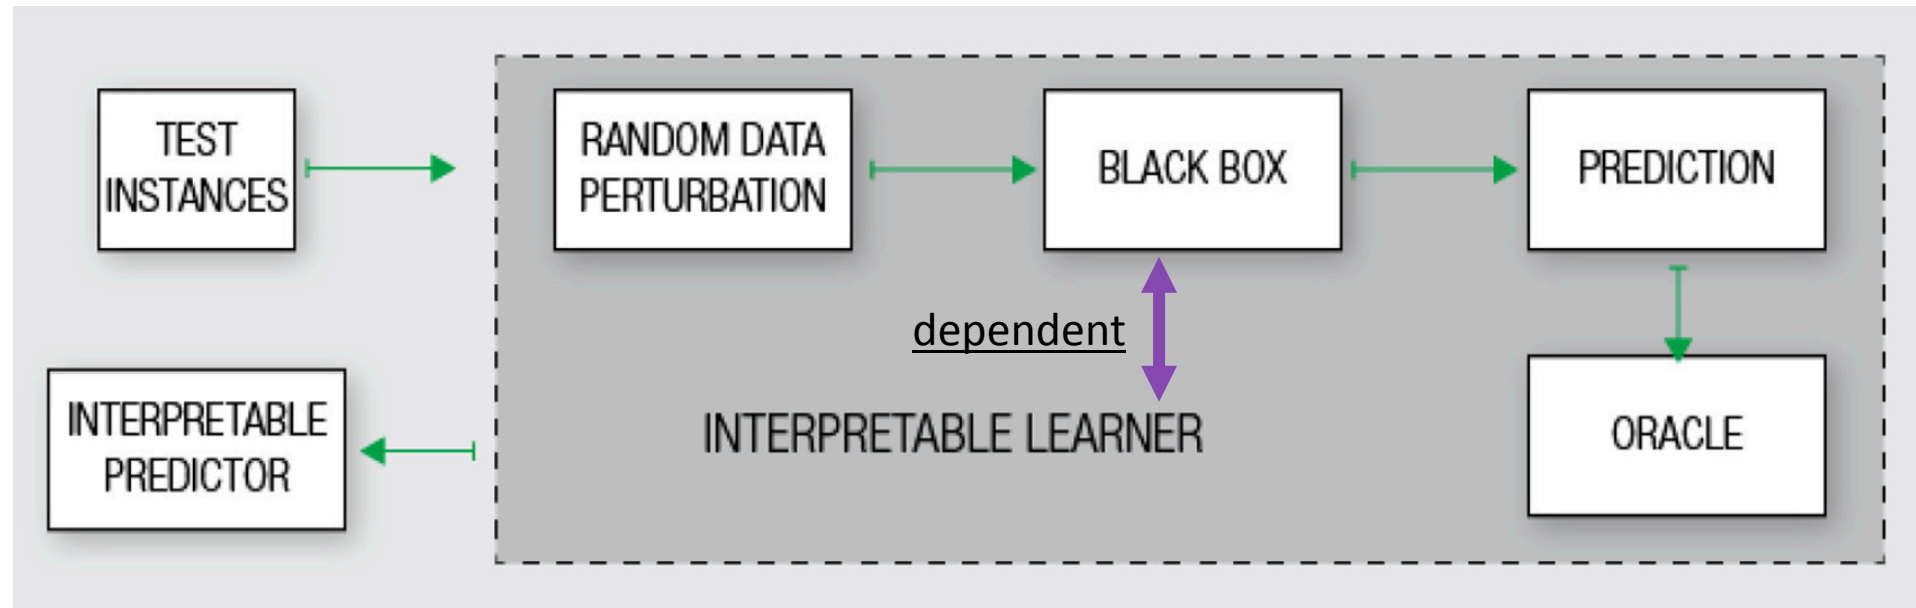 TEST
INSTANCES
RANDOM DATA
PERTURBATION
BLACK BOX
PREDICTION
dependent
INTERPRETABLE
PREDICTOR
INTERPRETABLE LEARNER
ORACLE